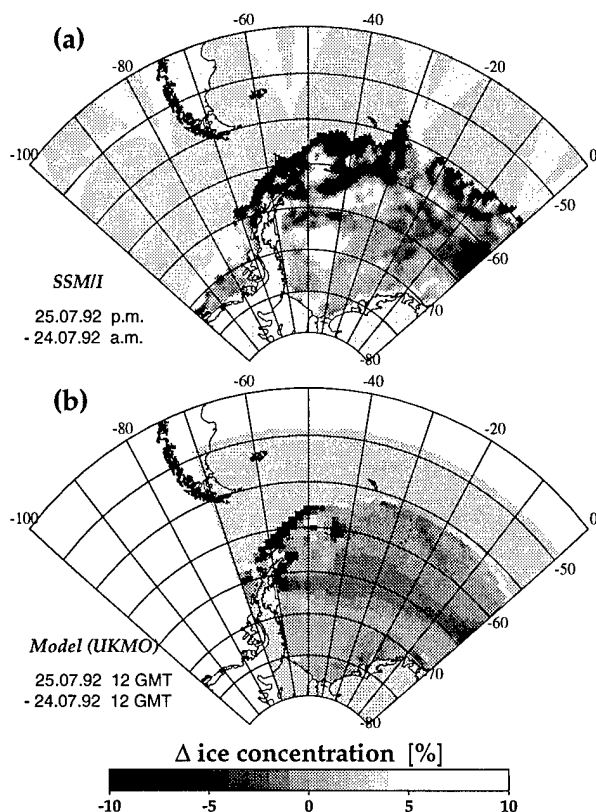 (a)
-60
-40
-80
-20
-100
0
-50
-60
-70
-80
SSM/I
25.07.92 p.m.
- 24.07.92 a.m.
(b)
-60
-40
-80
-20
-100
0
-50
-60
-70
-80
Model (UKMO)
25.07.92 12 GMT
- 24.07.92 12 GMT
Δ ice concentration [%]
-10 -5 0 5 10